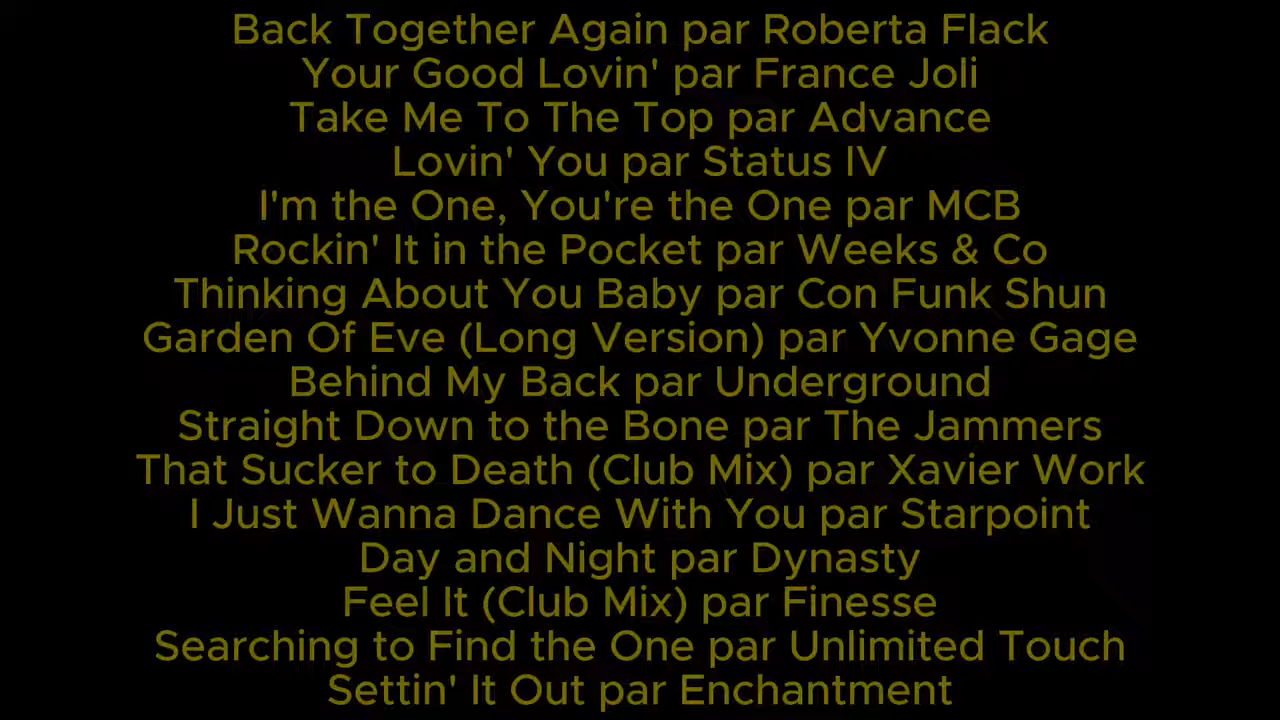 Back Together Again par Roberta Flack
Your Good Lovin' par France Joli
Take Me To The Top par Advance
Lovin' You par Status IV
I'm the One, You're the One par MCB
Rockin' It in the Pocket par Weeks & Co
Thinking About You Baby par Con Funk Shun
Garden Of Eve (Long Version) par Yvonne Gage
Behind My Back par Underground
Straight Down to the Bone par The Jammers
That Sucker to Death (Club Mix) par Xavier Work
I Just Wanna Dance With You par Starpoint
Day and Night par Dynasty
Feel It (Club Mix) par Finesse
Searching to Find the One par Unlimited Touch
Settin' It Out par Enchantment